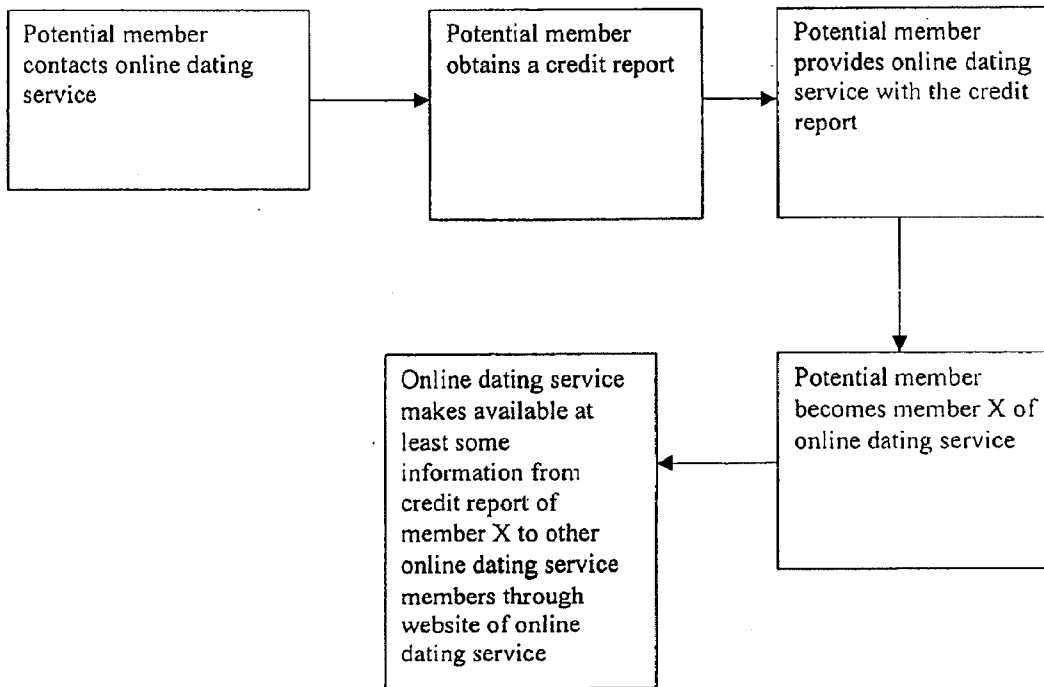 Potential member
contacts online dating
service
Potential member
obtains a credit report
Potential member
provides online dating
service with the credit
report
Potential member
becomes member X of
online dating service
Online dating service
makes available at
least some
information from
credit report of
member X to other
online dating service
members through
website of online
dating service